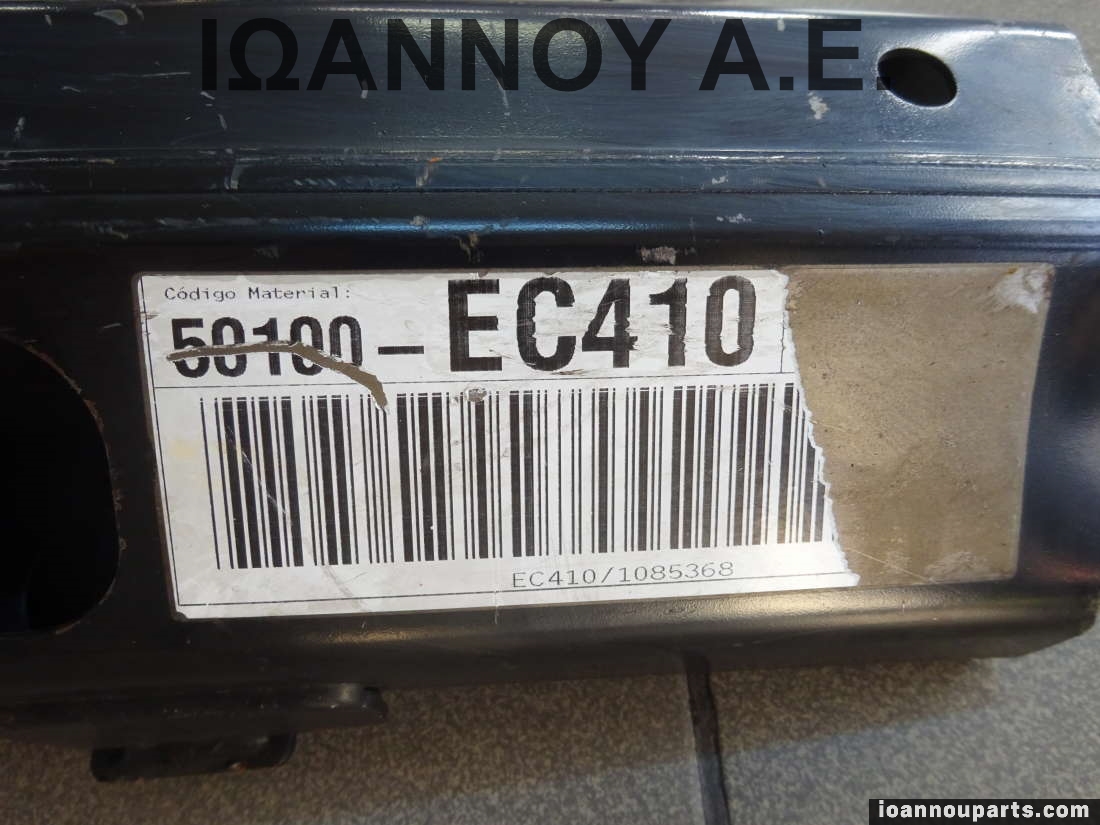 ΙΩΑΝΝΟΥ Α.Ε.
Código Material:
50100 - EC410
EC410/1085368
ioannouparts.com